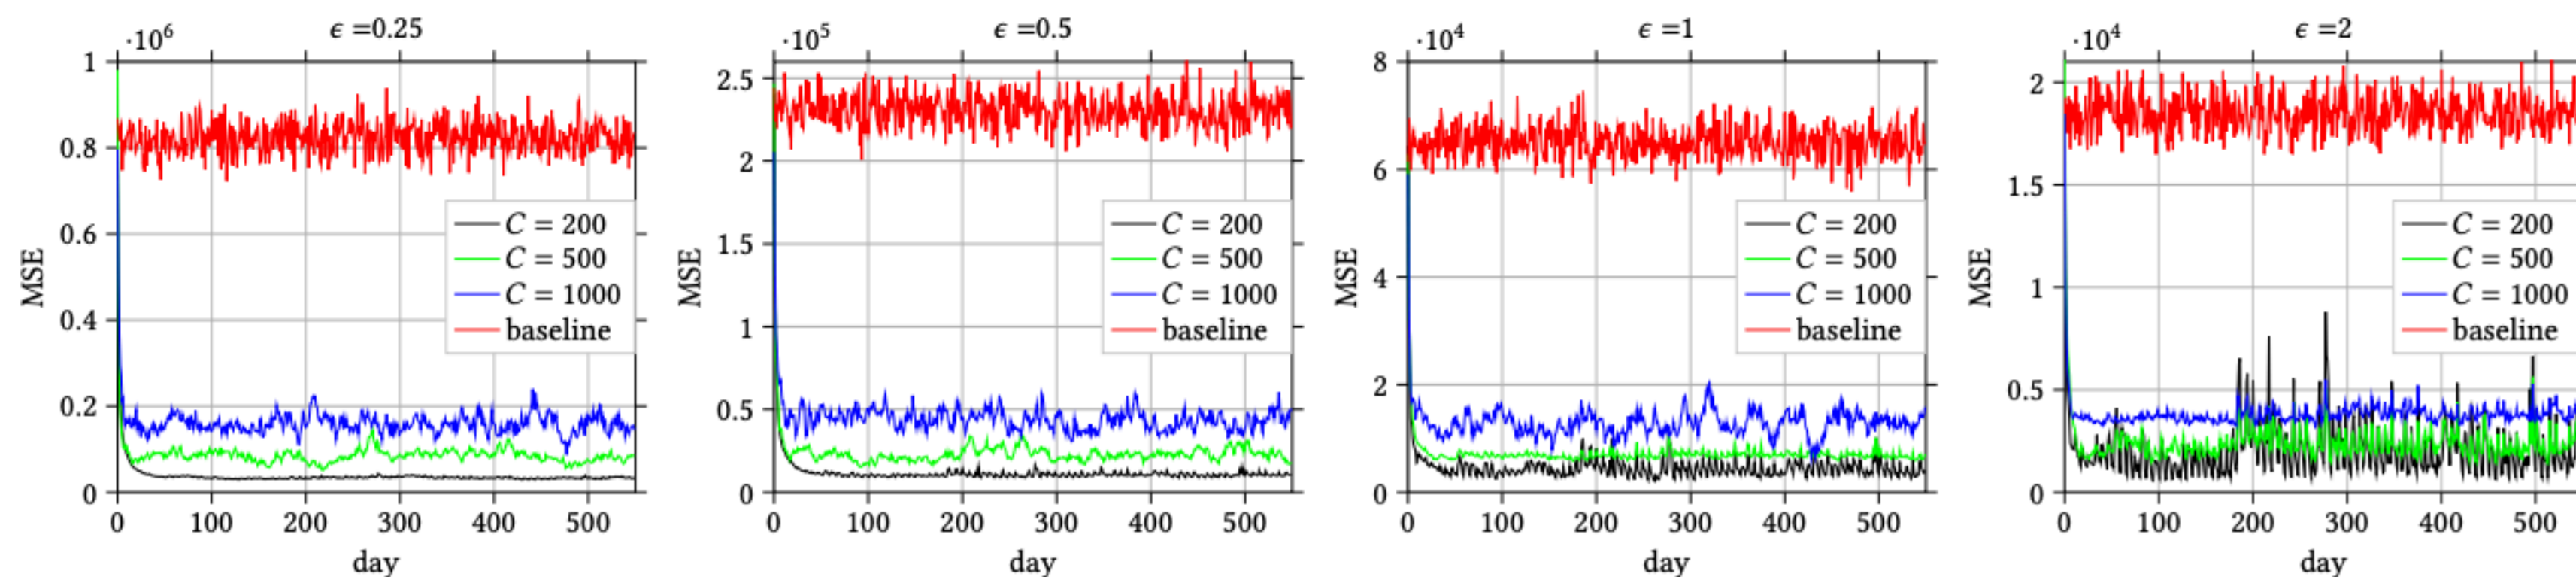 ϵ =0.25
·10⁶
1
0.8
0.6
0.4
0.2
0
MSE
C = 200
C = 500
C = 1000
baseline
0 100 200 300 400 500
day
ϵ =0.5
·10⁵
2.5
2
1.5
1
0.5
0
MSE
C = 200
C = 500
C = 1000
baseline
0 100 200 300 400 500
day
ϵ =1
·10⁴
8
6
4
2
0
MSE
C = 200
C = 500
C = 1000
baseline
0 100 200 300 400 500
day
ϵ =2
·10⁴
2
1.5
1
0.5
0
MSE
C = 200
C = 500
C = 1000
baseline
0 100 200 300 400 500
day